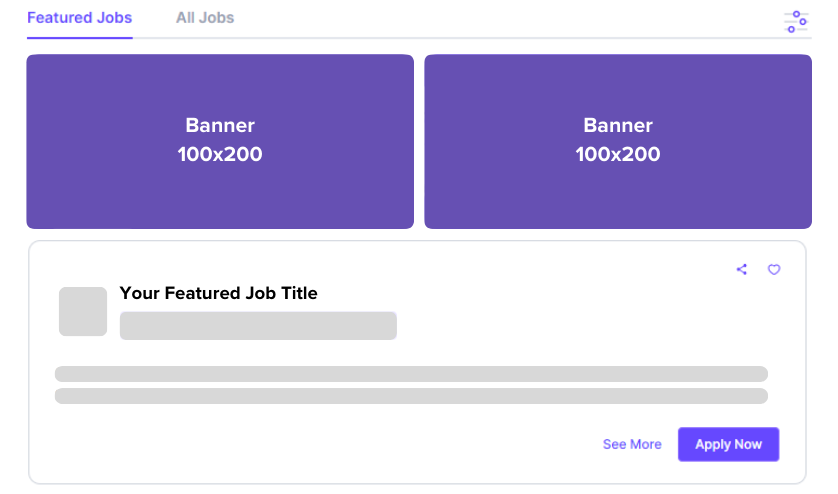 Featured Jobs
All Jobs
Banner
100x200
Banner
100x200
Your Featured Job Title
See More
Apply Now